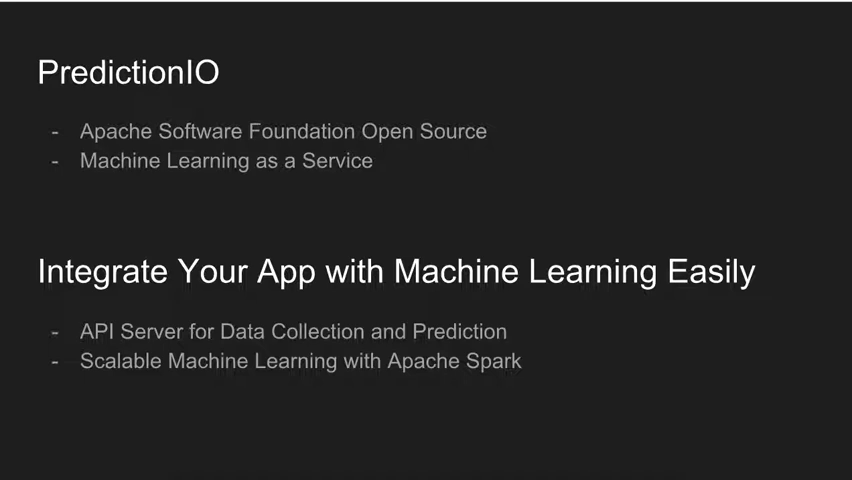 PredictionIO
- Apache Software Foundation Open Source
- Machine Learning as a Service
Integrate Your App with Machine Learning Easily
- API Server for Data Collection and Prediction
- Scalable Machine Learning with Apache Spark